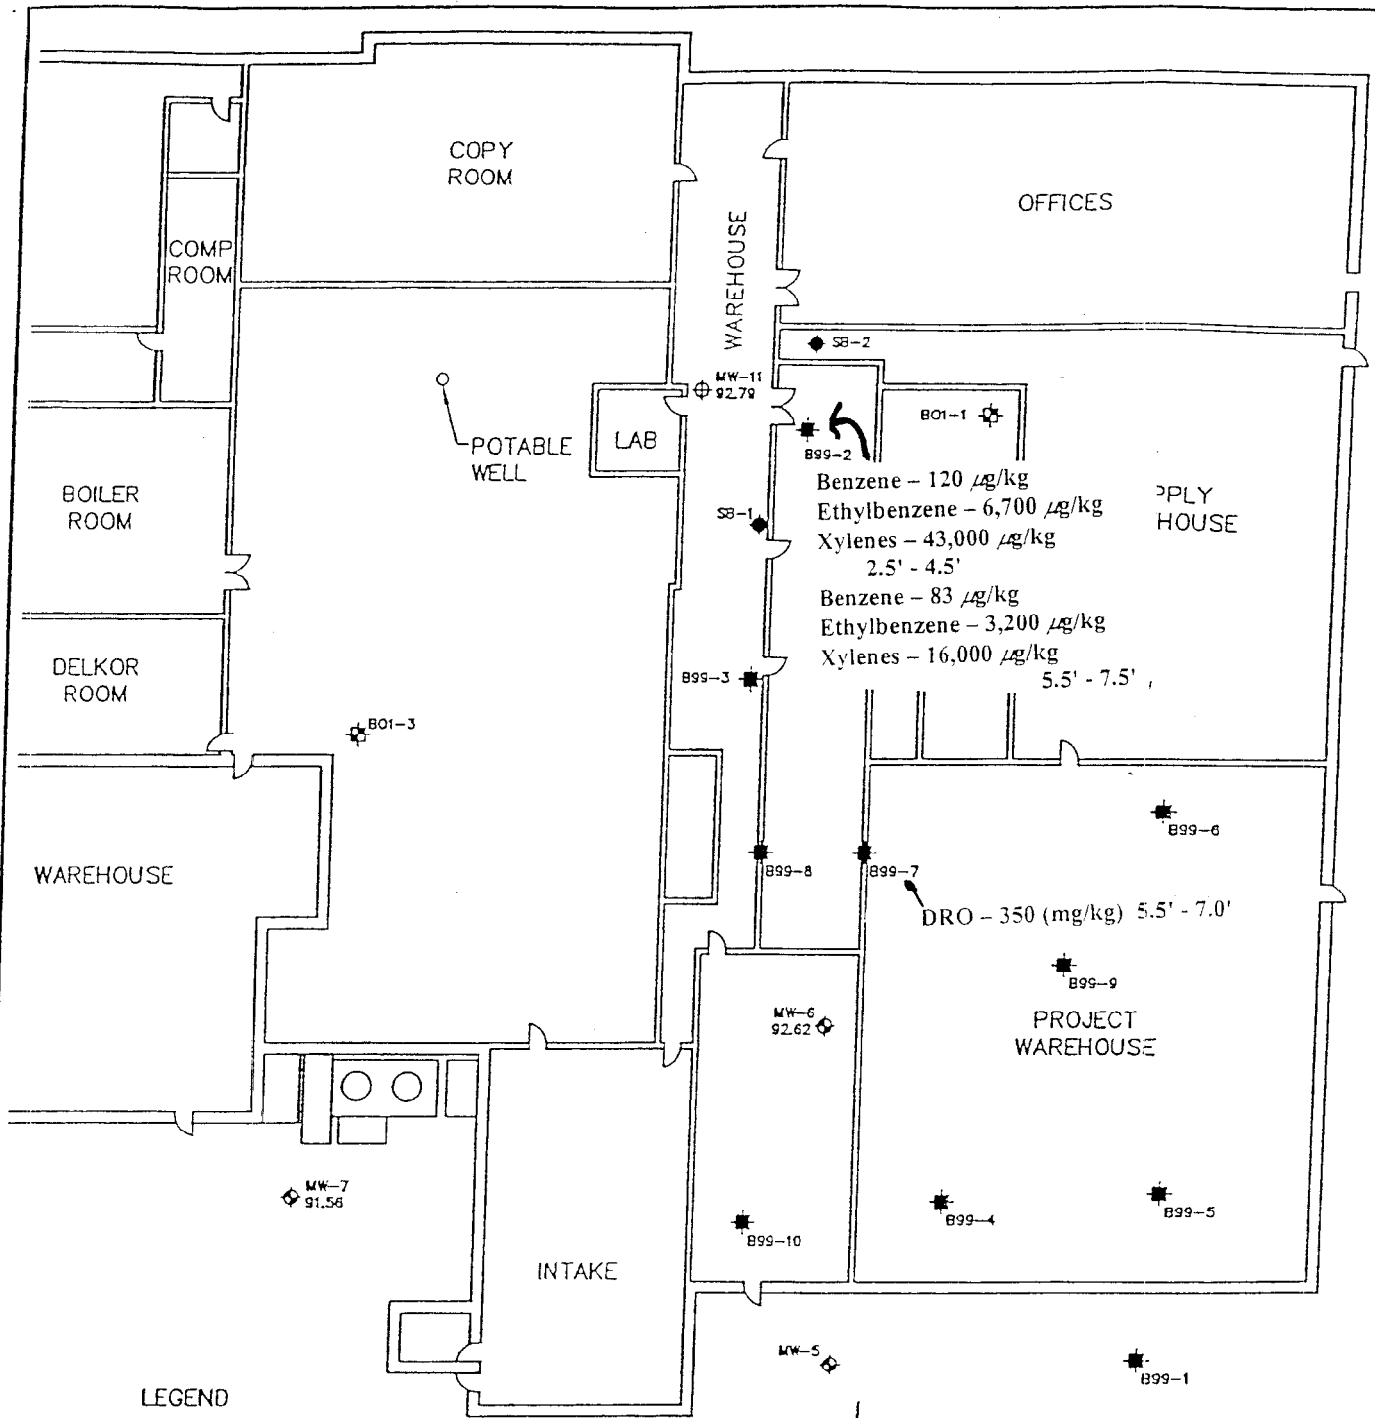 COPY
ROOM
OFFICES
WAREHOUSE
COMP
ROOM
SB-2
MW-11
92.79
B01-1
LAB
POTABLE
WELL
B99-2
BOILER
ROOM
Benzene – 120 µg/kg
Ethylbenzene – 6,700 µg/kg
Xylenes – 43,000 µg/kg
2.5' - 4.5'
Benzene – 83 µg/kg
Ethylbenzene – 3,200 µg/kg
Xylenes – 16,000 µg/kg
5.5' - 7.5'
PPLY
HOUSE
SB-1
DELKOR
ROOM
B99-3
B01-3
B99-6
WAREHOUSE
B99-8
B99-7
DRO – 350 (mg/kg) 5.5' - 7.0'
B99-9
MW-6
92.62
PROJECT
WAREHOUSE
MW-7
91.56
B99-4
B99-5
B99-10
INTAKE
MW-5
B99-1
LEGEND